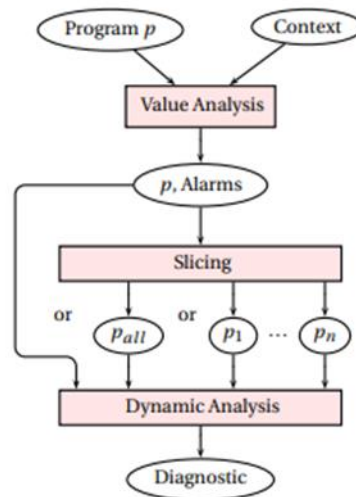 Program p
Context
Value Analysis
p, Alarms
Slicing
or
p_all
or
p_1
...
p_n
Dynamic Analysis
Diagnostic